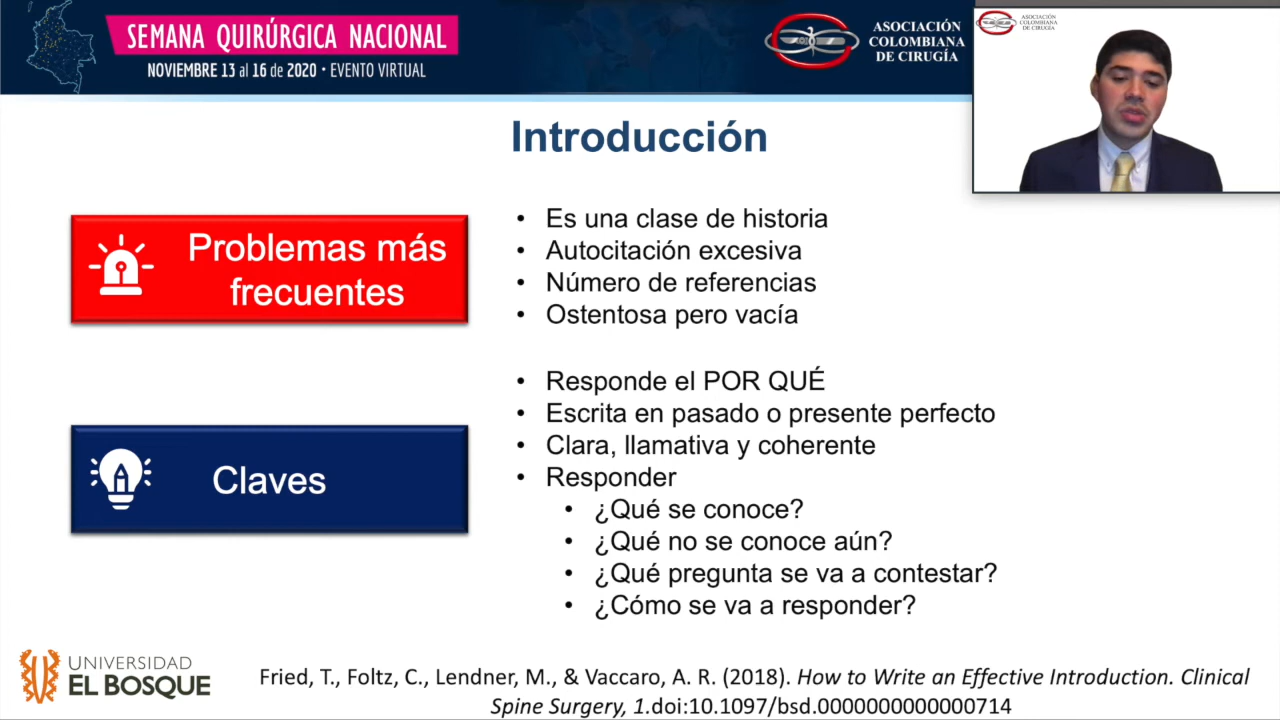 SEMANA QUIRÚRGICA NACIONAL
NOVIEMBRE 13 al 16 de 2020 • EVENTO VIRTUAL
ASOCIACIÓN
COLOMBIANA
DE CIRUGÍA
ASOCIACIÓN
COLOMBIANA
DE CIRUGÍA
Introducción
Problemas más
frecuentes
• Es una clase de historia
• Autocitación excesiva
• Número de referencias
• Ostentosa pero vacía
Claves
• Responde el POR QUÉ
• Escrita en pasado o presente perfecto
• Clara, llamativa y coherente
• Responder
• ¿Qué se conoce?
• ¿Qué no se conoce aún?
• ¿Qué pregunta se va a contestar?
• ¿Cómo se va a responder?
UNIVERSIDAD
EL BOSQUE
Fried, T., Foltz, C., Lendner, M., & Vaccaro, A. R. (2018). How to Write an Effective Introduction. Clinical
Spine Surgery, 1.doi:10.1097/bsd.0000000000000714